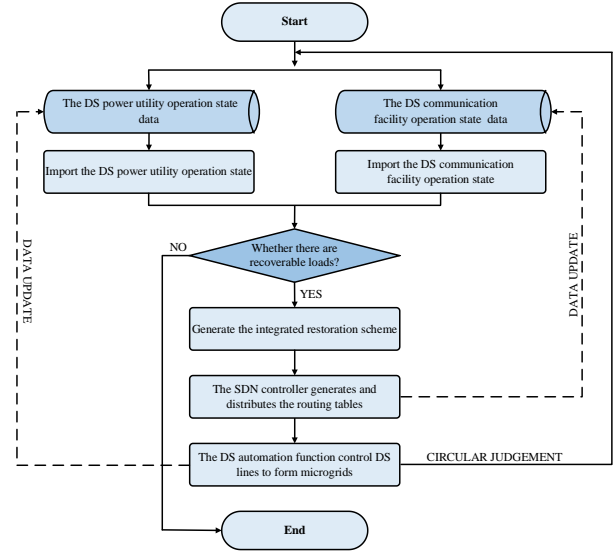 Start
The DS power utility operation state
data
The DS communication
facility operation state data
Import the DS power utility operation state
Import the DS communication
facility operation state
NO
Whether there are
recoverable loads?
DATA UPDATE
DATA UPDATE
YES
Generate the integrated restoration scheme
The SDN controller generates and
distributes the routing tables
The DS automation function control DS
lines to form microgrids
CIRCULAR JUDGEMENT
End